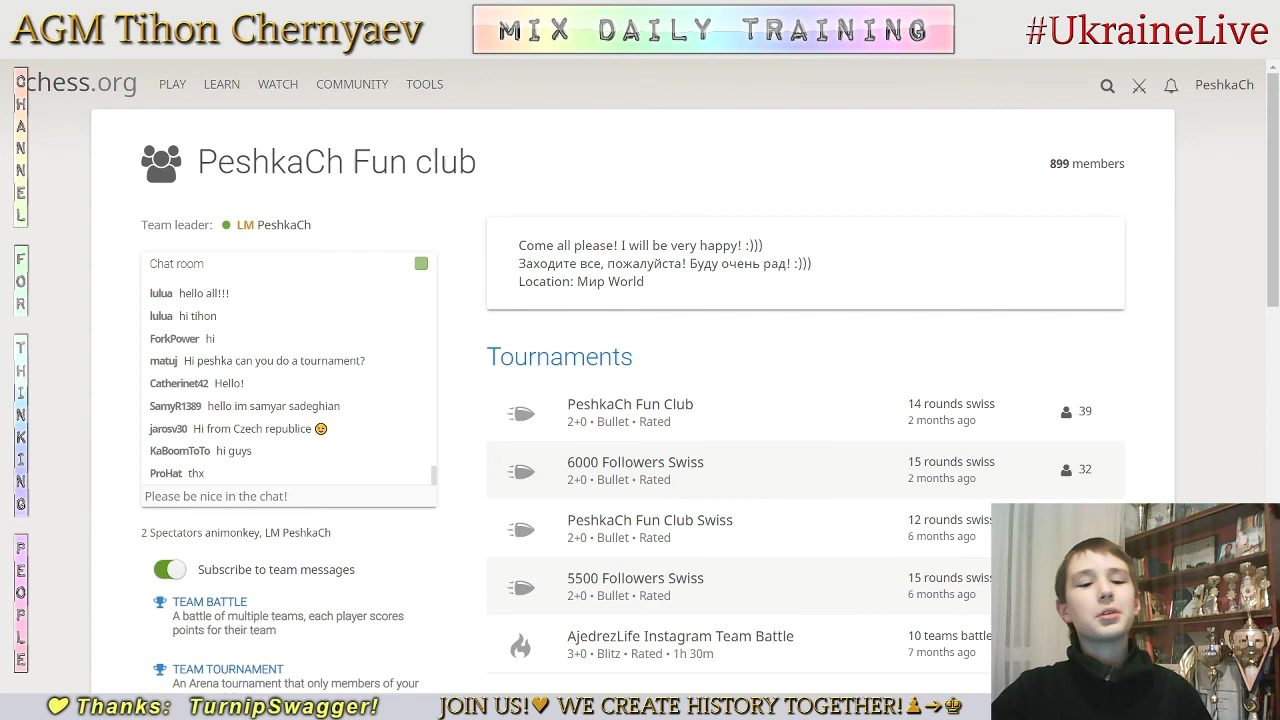 AGM Tihon Chernyaev
MIX DAILY TRAINING
#UkraineLive
CHANNEL FOR THINKING PEOPLE
chess.org
PLAY LEARN WATCH COMMUNITY TOOLS
PeshkaCh
PeshkaCh Fun club
899 members
Team leader: LM PeshkaCh
Chat room
lulua hello all!!!
lulua hi tihon
ForkPower hi
matuj Hi peshka can you do a tournament?
Catherinet42 Hello!
SamyR1389 hello im samyar sadeghian
jarosv30 Hi from Czech republice 😉
KaBoomToTo hi guys
ProHat thx
Please be nice in the chat!
2 Spectators animonkey, LM PeshkaCh
Subscribe to team messages
TEAM BATTLE
A battle of multiple teams, each player scores
points for their team
TEAM TOURNAMENT
An Arena tournament that only members of your
Come all please! I will be very happy! :)))
Заходите все, пожалуйста! Буду очень рад! :)))
Location: Мир World
Tournaments
PeshkaCh Fun Club 14 rounds swiss 39
2+0 • Bullet • Rated 2 months ago
6000 Followers Swiss 15 rounds swiss 32
2+0 • Bullet • Rated 2 months ago
PeshkaCh Fun Club Swiss 12 rounds swiss
2+0 • Bullet • Rated 6 months ago
5500 Followers Swiss 15 rounds swiss
2+0 • Bullet • Rated 6 months ago
AjedrezLife Instagram Team Battle 10 teams battle
3+0 • Blitz • Rated • 1h 30m 7 months ago
Thanks: TurnipSwagger!
JOIN US!🧡 WE CREATE HISTORY TOGETHER!♟→♚